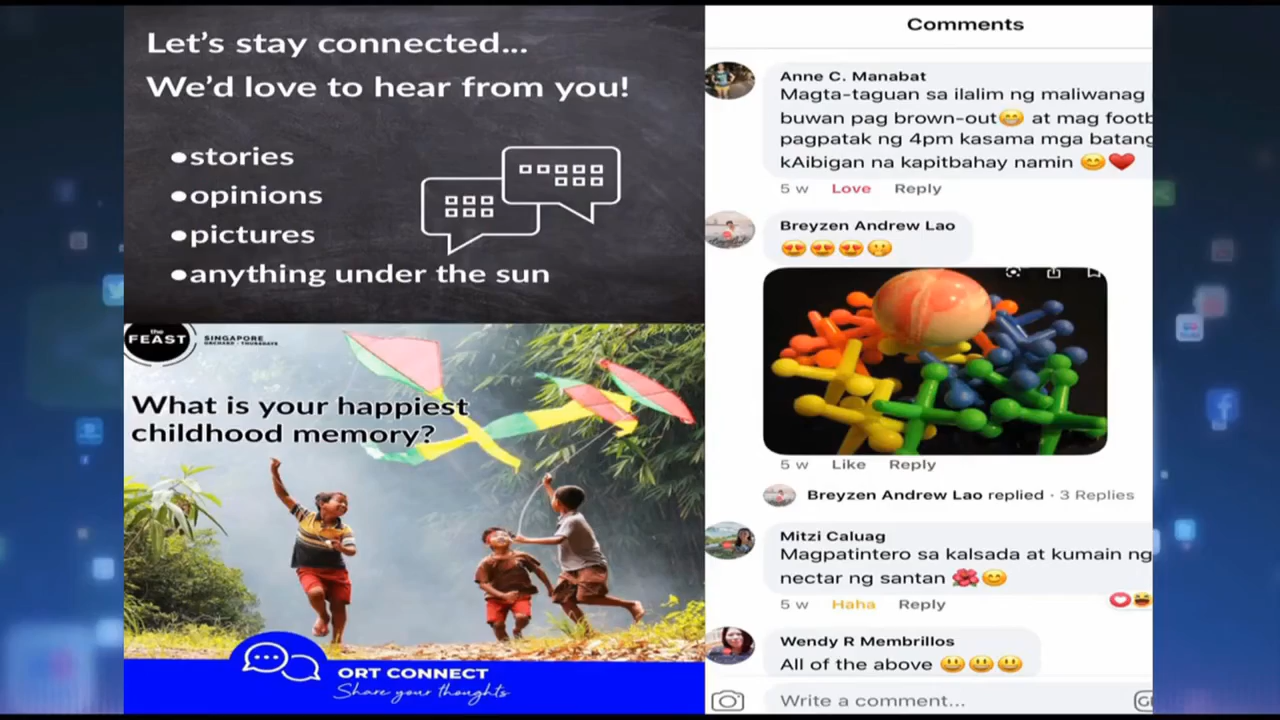 Let's stay connected...
We'd love to hear from you!
•stories
•opinions
•pictures
•anything under the sun
the
FEAST
SINGAPORE
ORCHARD • THURSDAYS
What is your happiest
childhood memory?
ORT CONNECT
Share your thoughts
Comments
Anne C. Manabat
Magta-taguan sa ilalim ng maliwanag
buwan pag brown-out😁 at mag footb
pagpatak ng 4pm kasama mga batang
kAibigan na kapitbahay namin 😊❤️
5 w Love Reply
Breyzen Andrew Lao
😍😍😍🤭
5 w Like Reply
Breyzen Andrew Lao replied · 3 Replies
Mitzi Caluag
Magpatintero sa kalsada at kumain ng
nectar ng santan 🌺😊
5 w Haha Reply
Wendy R Membrillos
All of the above 😃😃😃
Write a comment...